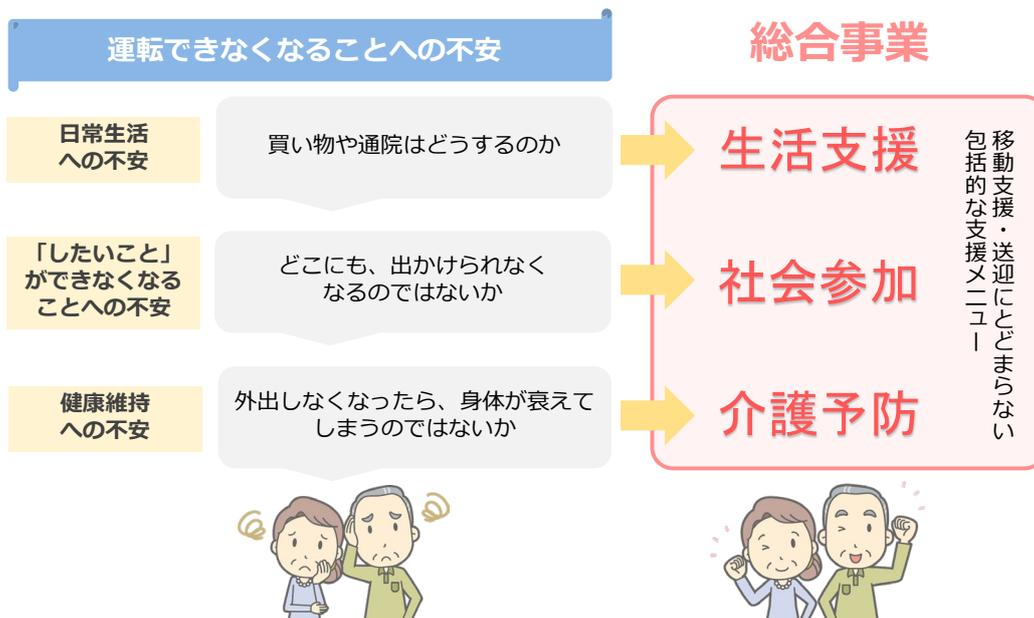 運転できなくなることへの不安
総合事業
日常生活
への不安
買い物や通院はどうするのか
生活支援
「したいこと」
ができなくなる
ことへの不安
どこにも、出かけられなく
なるのではないか
社会参加
健康維持
への不安
外出しなくなったら、身体が衰えて
しまうのではないか
介護予防
移動支援・送迎にとどまらない
包括的な支援メニュー